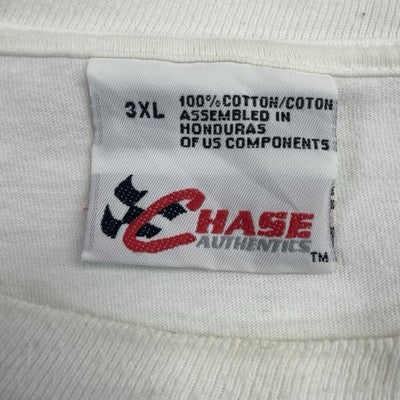 3XL
100% COTTON/COTON
ASSEMBLED IN
HONDURAS
OF US COMPONENTS
CHASE
AUTHENTICS
TM